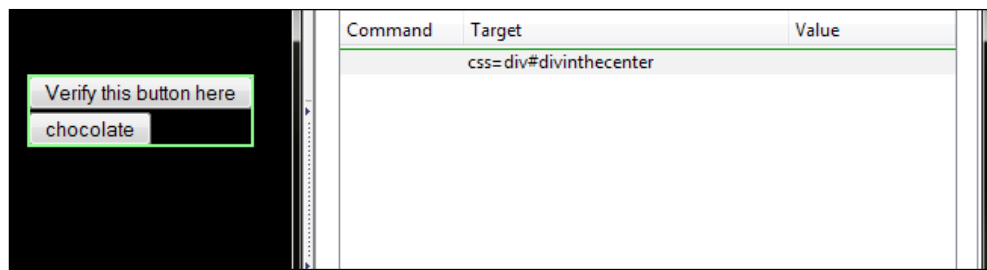 Command Target Value
css=div#divinthecenter
Verify this button here
chocolate